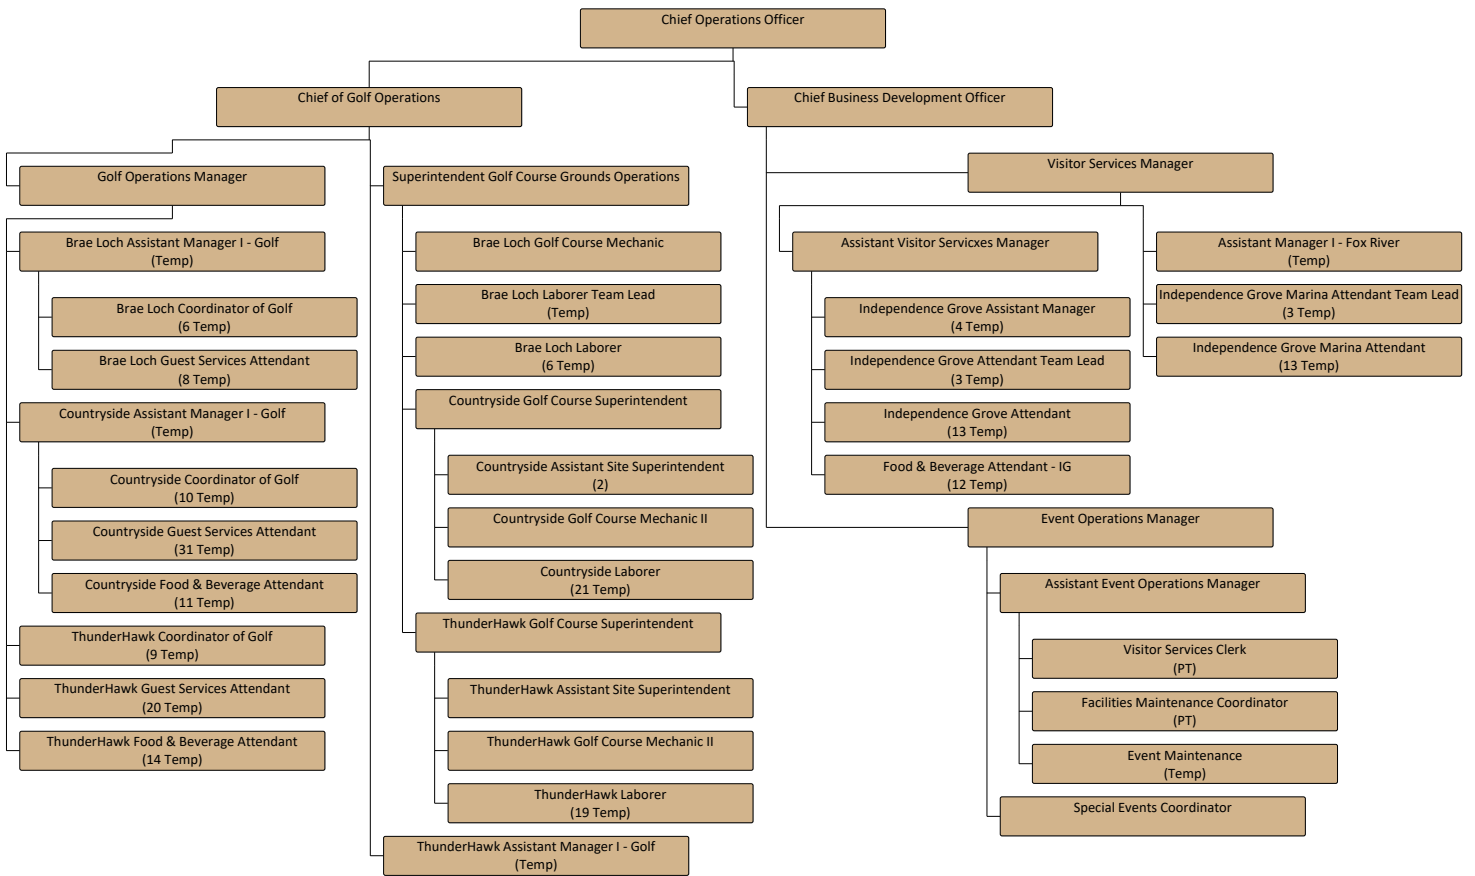 Chief Operations Officer
Chief of Golf Operations
Chief Business Development Officer
Golf Operations Manager
Brae Loch Assistant Manager I - Golf
(Temp)
Brae Loch Coordinator of Golf
(6 Temp)
Brae Loch Guest Services Attendant
(8 Temp)
Countryside Assistant Manager I - Golf
(Temp)
Countryside Coordinator of Golf
(10 Temp)
Countryside Guest Services Attendant
(31 Temp)
Countryside Food & Beverage Attendant
(11 Temp)
ThunderHawk Coordinator of Golf
(9 Temp)
ThunderHawk Guest Services Attendant
(20 Temp)
ThunderHawk Food & Beverage Attendant
(14 Temp)
Superintendent Golf Course Grounds Operations
Brae Loch Golf Course Mechanic
Brae Loch Laborer Team Lead
(Temp)
Brae Loch Laborer
(6 Temp)
Countryside Golf Course Superintendent
Countryside Assistant Site Superintendent
(2)
Countryside Golf Course Mechanic II
Countryside Laborer
(21 Temp)
ThunderHawk Golf Course Superintendent
ThunderHawk Assistant Site Superintendent
ThunderHawk Golf Course Mechanic II
ThunderHawk Laborer
(19 Temp)
ThunderHawk Assistant Manager I - Golf
(Temp)
Visitor Services Manager
Assistant Visitor Servicxes Manager
Independence Grove Assistant Manager
(4 Temp)
Independence Grove Attendant Team Lead
(3 Temp)
Independence Grove Attendant
(13 Temp)
Food & Beverage Attendant - IG
(12 Temp)
Assistant Manager I - Fox River
(Temp)
Independence Grove Marina Attendant Team Lead
(3 Temp)
Independence Grove Marina Attendant
(13 Temp)
Event Operations Manager
Assistant Event Operations Manager
Visitor Services Clerk
(PT)
Facilities Maintenance Coordinator
(PT)
Event Maintenance
(Temp)
Special Events Coordinator